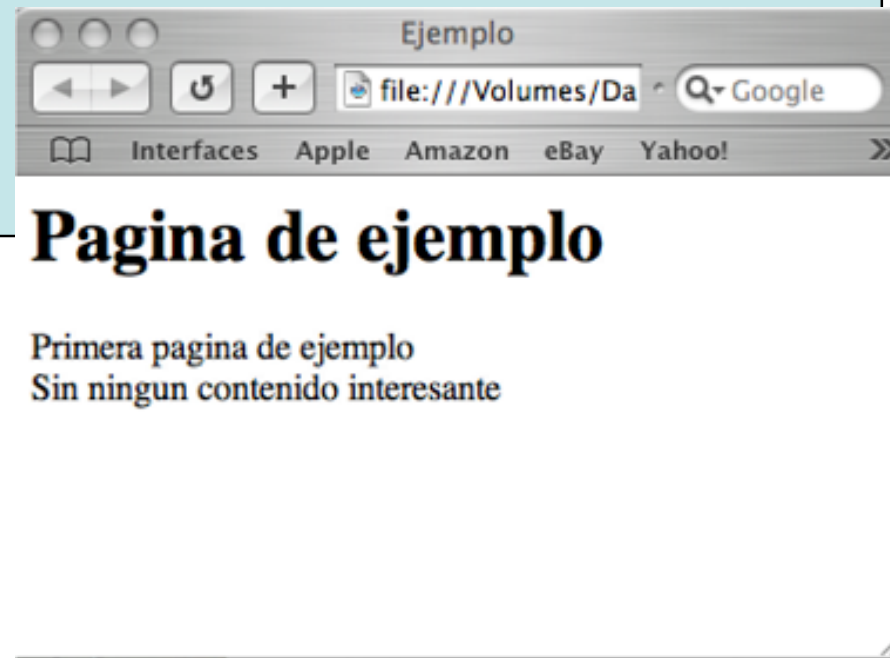 Ejemplo
file:///Volumes/Da Google
Interfaces Apple Amazon eBay Yahoo!
Pagina de ejemplo
Primera pagina de ejemplo
Sin ningun contenido interesante